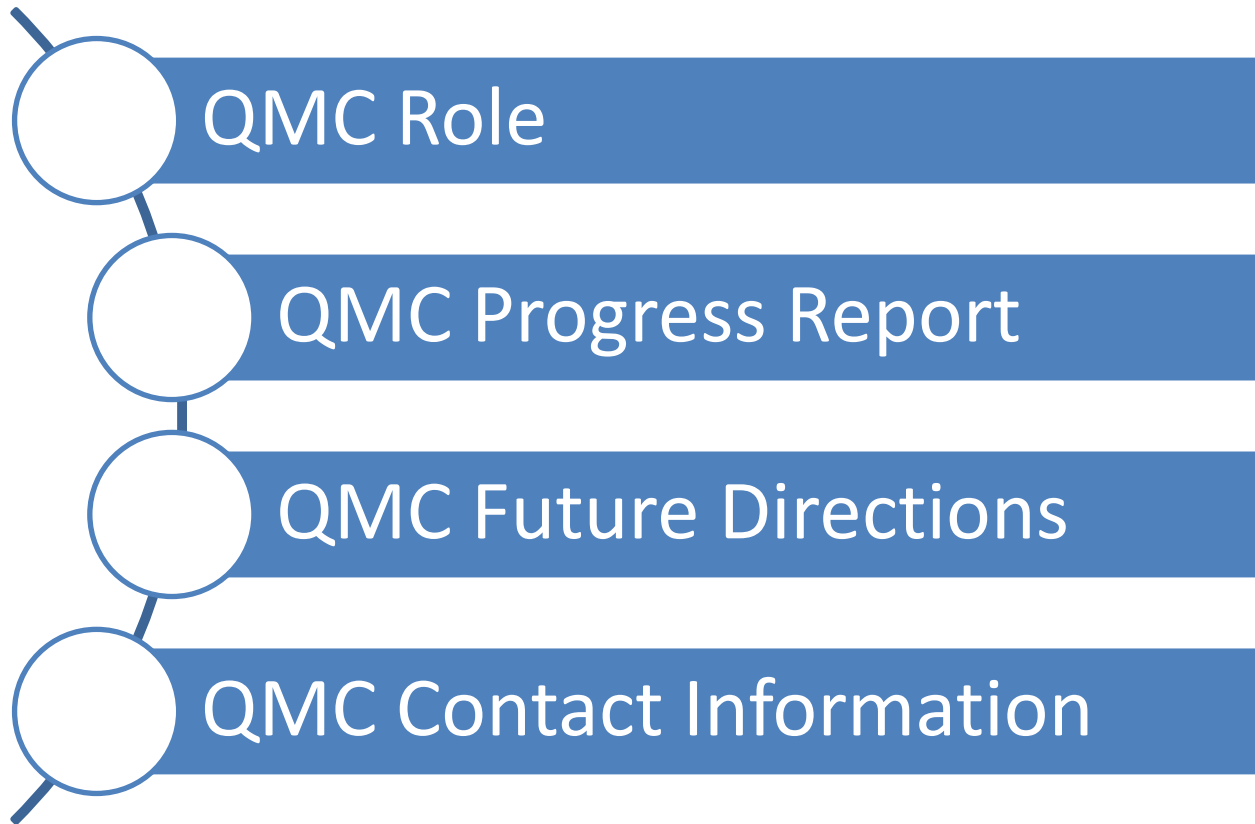 QMC Role
QMC Progress Report
QMC Future Directions
QMC Contact Information